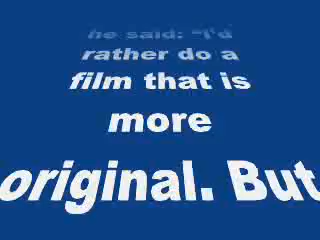 he said: "I'd
rather do a
film that is
more
original. But